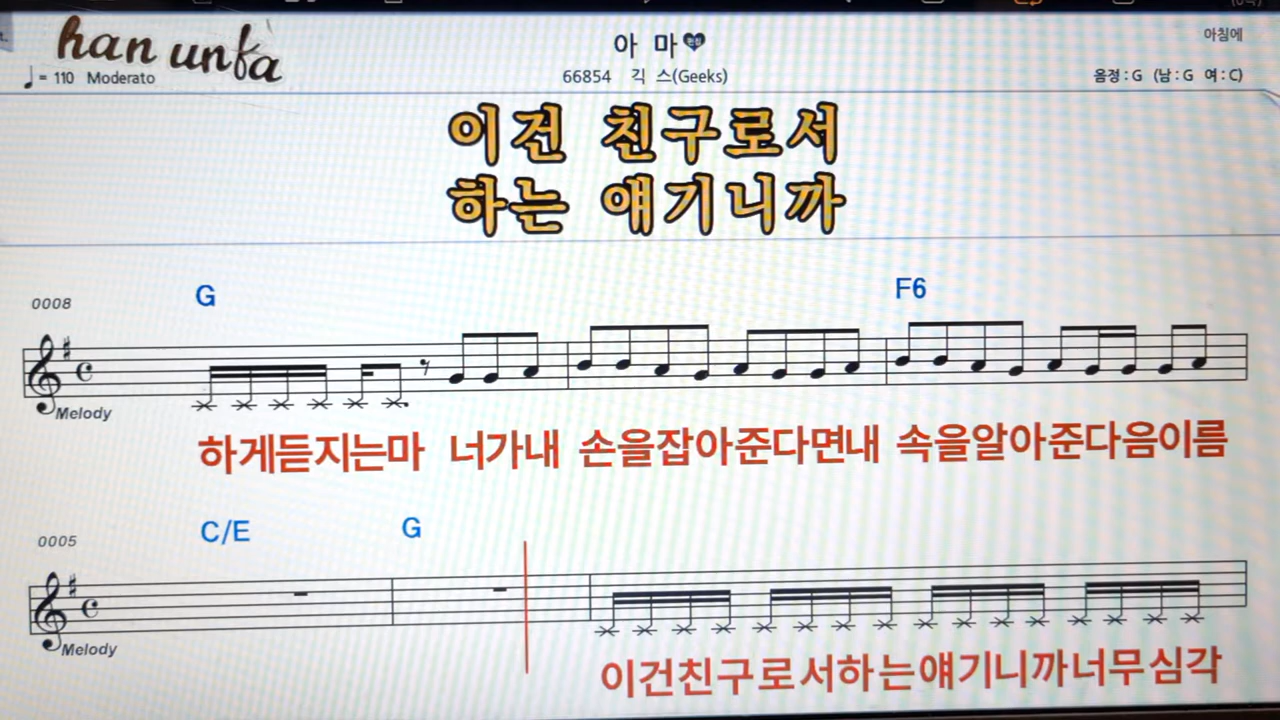 han unfa
아 마
아침에
♩= 110 Moderato
66854 긱 스(Geeks)
음정 : G (남 : G 여 : C)
이건 친구로서
하는 얘기니까
0008
G
F6
Melody
하게듣지는마 너가내 손을잡아준다면내 속을알아준다음이름
0005
C/E
G
Melody
이건친구로서하는얘기니까너무심각